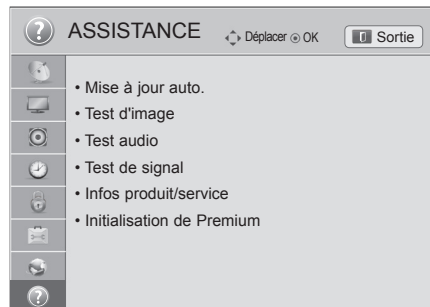 ASSISTANCE Déplacer OK Sortie
• Mise à jour auto.
• Test d'image
• Test audio
• Test de signal
• Infos produit/service
• Initialisation de Premium